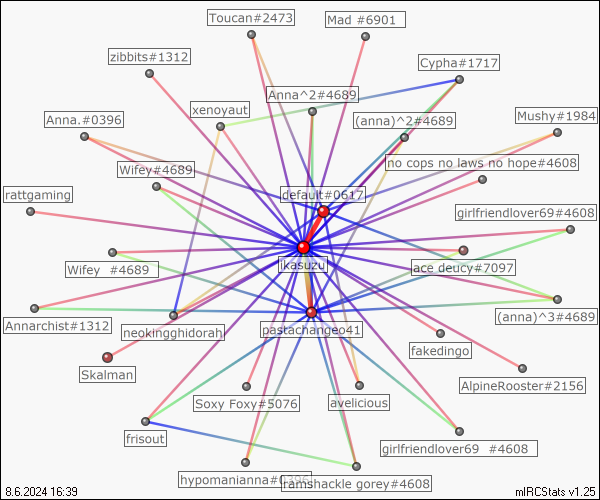 Toucan#2473
Mad #6901
zibbits#1312
Cypha#1717
Anna^2#4689
xenoyaut
Mushy#1984
Anna.#0396
(anna)^2#4689
no cops no laws no hope#4608
Wifey#4689
default#0617
rattgaming
girlfriendlover69#4608
jkasuzu
Wifey #4689
ace deucy#7097
(anna)^3#4689
Annarchist#1312
neokingghidorah
pastachangeo41
fakedingo
Skalman
AlpineRooster#2156
Soxy Foxy#5076
avelicious
frisout
girlfriendlover69 #4608
hypomanianna#0396
ramshackle gorey#4608
8.6.2024 16:39
mIRCStats v1.25